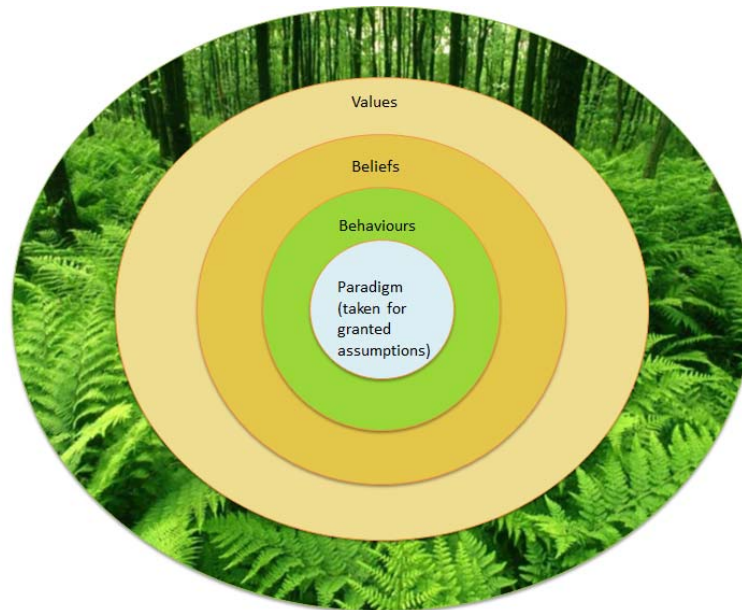 Values
Beliefs
Behaviours
Paradigm
(taken for
granted
assumptions)